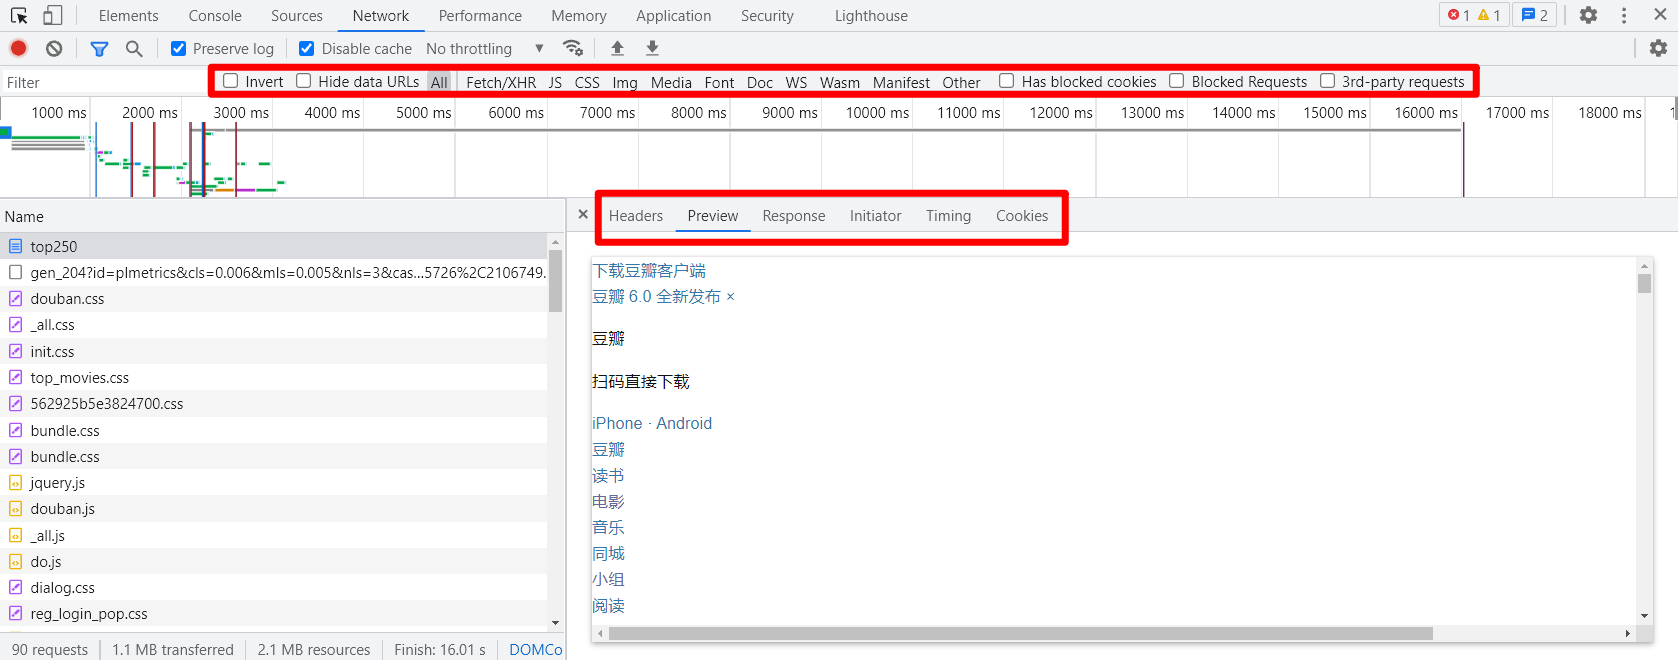 Elements Console Sources Network Performance Memory Application Security Lighthouse 1 1 2
Preserve log Disable cache No throttling
Filter Invert Hide data URLs All Fetch/XHR JS CSS Img Media Font Doc WS Wasm Manifest Other Has blocked cookies Blocked Requests 3rd-party requests
1000 ms 2000 ms 3000 ms 4000 ms 5000 ms 6000 ms 7000 ms 8000 ms 9000 ms 10000 ms 11000 ms 12000 ms 13000 ms 14000 ms 15000 ms 16000 ms 17000 ms 18000 ms
Name
top250
gen_204?id=plmetrics&cls=0.006&mls=0.005&nls=3&cas...5726%2C2106749.
douban.css
_all.css
init.css
top_movies.css
562925b5e3824700.css
bundle.css
bundle.css
jquery.js
douban.js
_all.js
do.js
dialog.css
reg_login_pop.css
90 requests 1.1 MB transferred 2.1 MB resources Finish: 16.01 s DOMCo
× Headers Preview Response Initiator Timing Cookies
下载豆瓣客户端
豆瓣 6.0 全新发布 ×
豆瓣
扫码直接下载
iPhone · Android
豆瓣
读书
电影
音乐
同城
小组
阅读